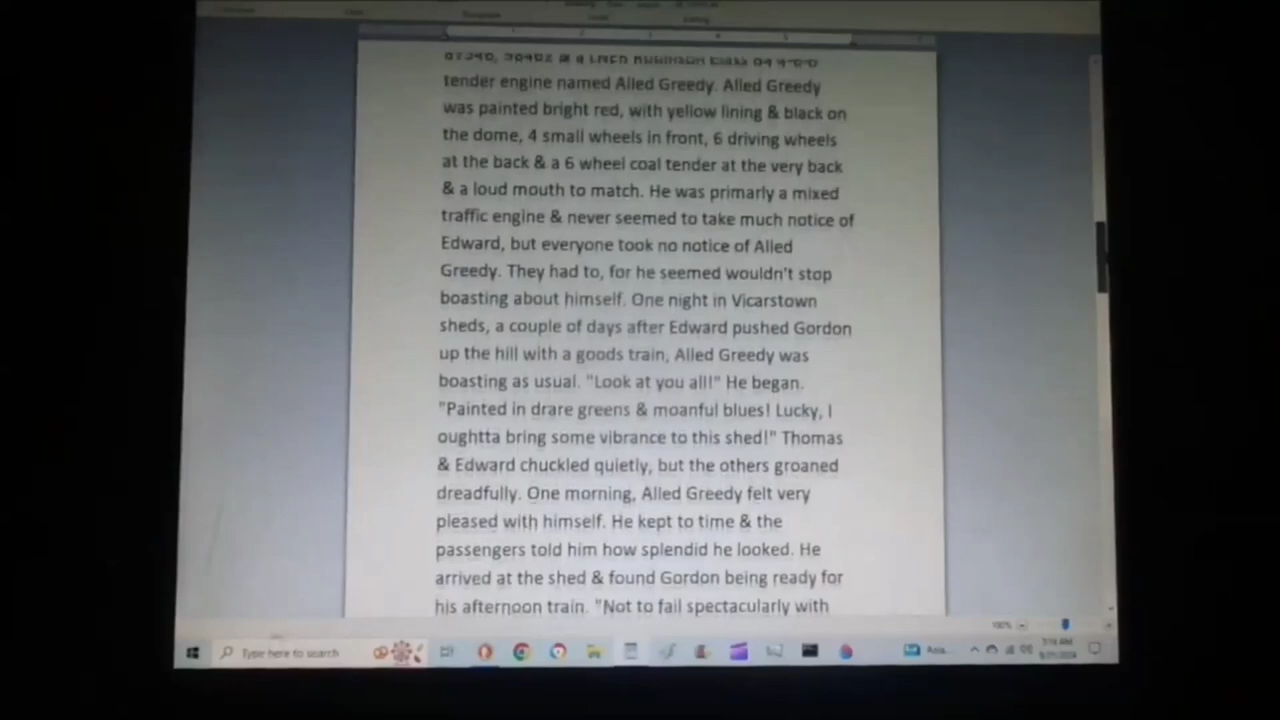 tender engine named Alled Greedy. Alled Greedy
was painted bright red, with yellow lining & black on
the dome, 4 small wheels in front, 6 driving wheels
at the back & a 6 wheel coal tender at the very back
& a loud mouth to match. He was primarly a mixed
traffic engine & never seemed to take much notice of
Edward, but everyone took no notice of Alled
Greedy. They had to, for he seemed wouldn't stop
boasting about himself. One night in Vicarstown
sheds, a couple of days after Edward pushed Gordon
up the hill with a goods train, Alled Greedy was
boasting as usual. "Look at you all!" He began.
"Painted in drare greens & moanful blues! Lucky, I
oughtta bring some vibrance to this shed!" Thomas
& Edward chuckled quietly, but the others groaned
dreadfully. One morning, Alled Greedy felt very
pleased with himself. He kept to time & the
passengers told him how splendid he looked. He
arrived at the shed & found Gordon being ready for
his afternoon train. "Not to fail spectacularly with
100%
Type here to search
Asia...